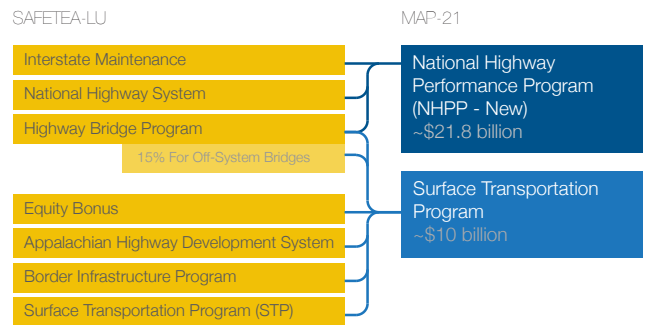 SAFETEA-LU
MAP-21
Interstate Maintenance
National Highway System
Highway Bridge Program
15% For Off-System Bridges
Equity Bonus
Appalachian Highway Development System
Border Infrastructure Program
Surface Transportation Program (STP)
National Highway
Performance Program
(NHPP - New)
~$21.8 billion
Surface Transportation
Program
~$10 billion